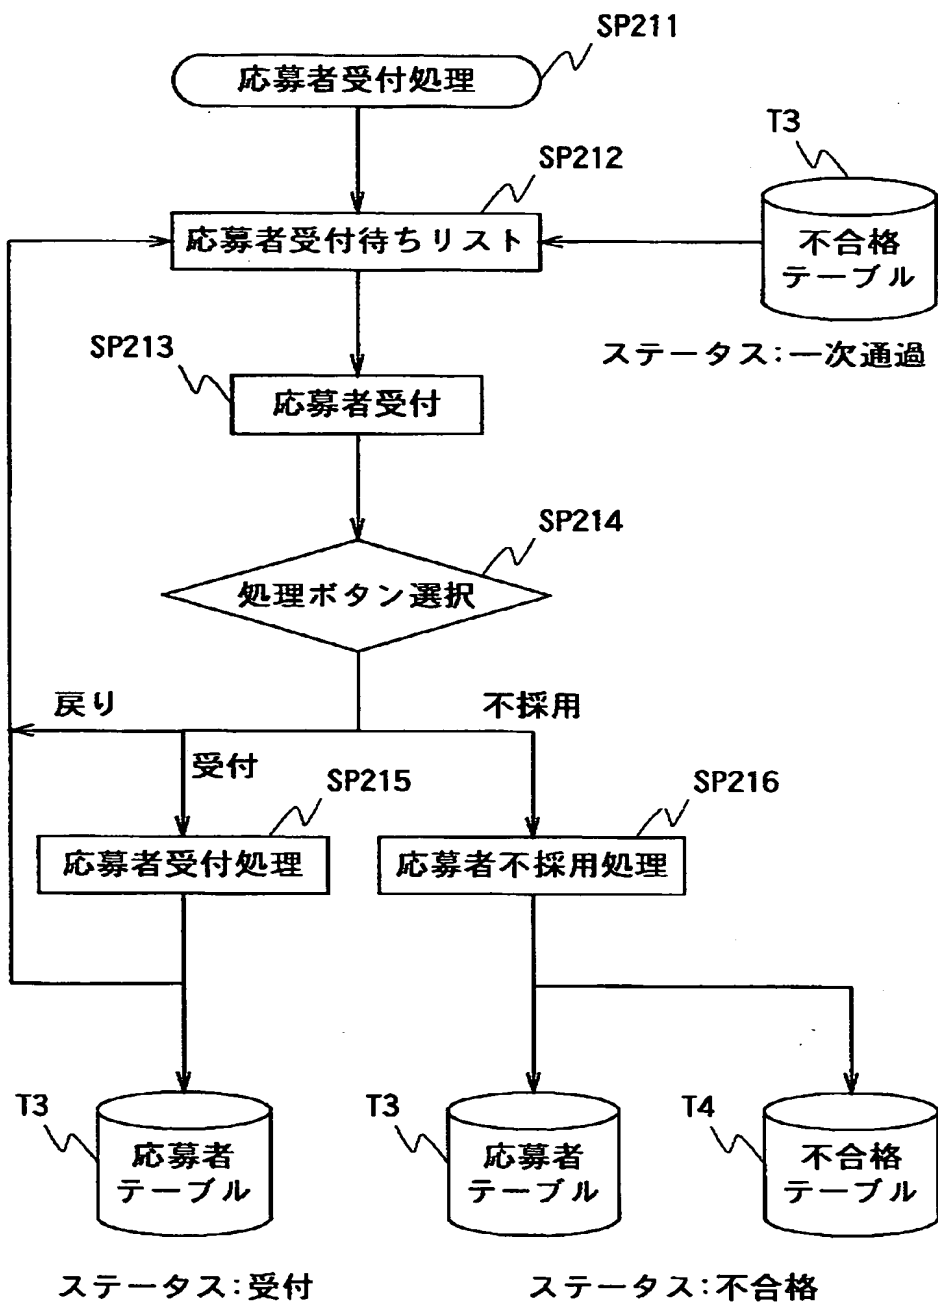 SP211
応募者受付処理
T3
SP212
応募者受付待ちリスト
不合格
テーブル
SP213
ステータス:一次通過
応募者受付
SP214
処理ボタン選択
戻り
不採用
受付
SP215
SP216
応募者受付処理
応募者不採用処理
T3
T3
T4
応募者
テーブル
応募者
テーブル
不合格
テーブル
ステータス:受付
ステータス:不合格